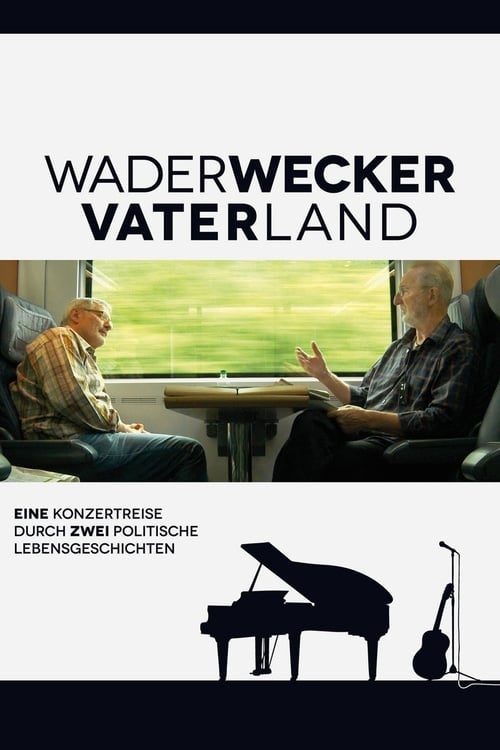 WADERWECKER
VATERLAND
EINE KONZERTREISE
DURCH ZWEI POLITISCHE
LEBENSGESCHICHTEN